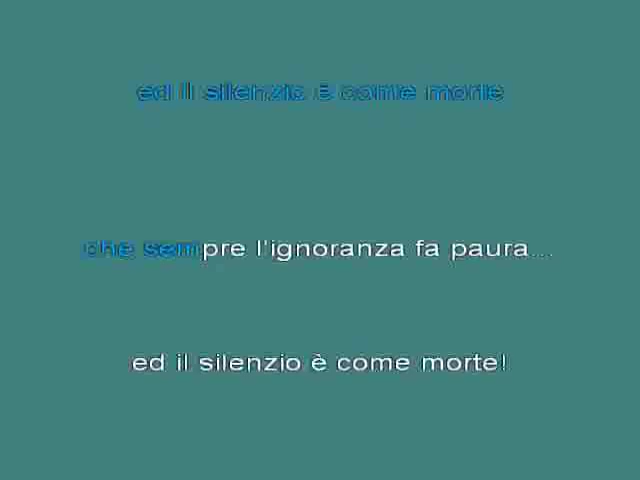 ed il silenzio è come morte
che sempre l'ignoranza fa paura...
ed il silenzio è come morte!